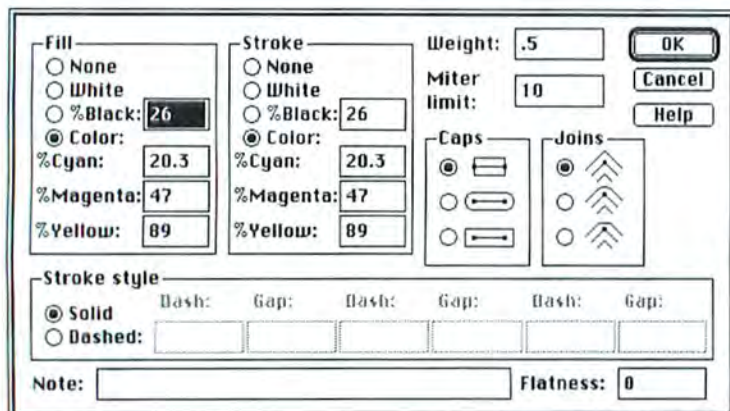 Fill
None
White
%Black: 26
Color:
%Cyan: 20.3
%Magenta: 47
%Yellow: 89
Stroke
None
White
%Black: 26
Color:
%Cyan: 20.3
%Magenta: 47
%Yellow: 89
Weight: .5
Miter
limit: 10
OK
Cancel
Help
Caps
Joins
Stroke style
Solid
Dashed:
Dash: Gap: Dash: Gap: Dash: Gap:
Note:
Flatness: 0